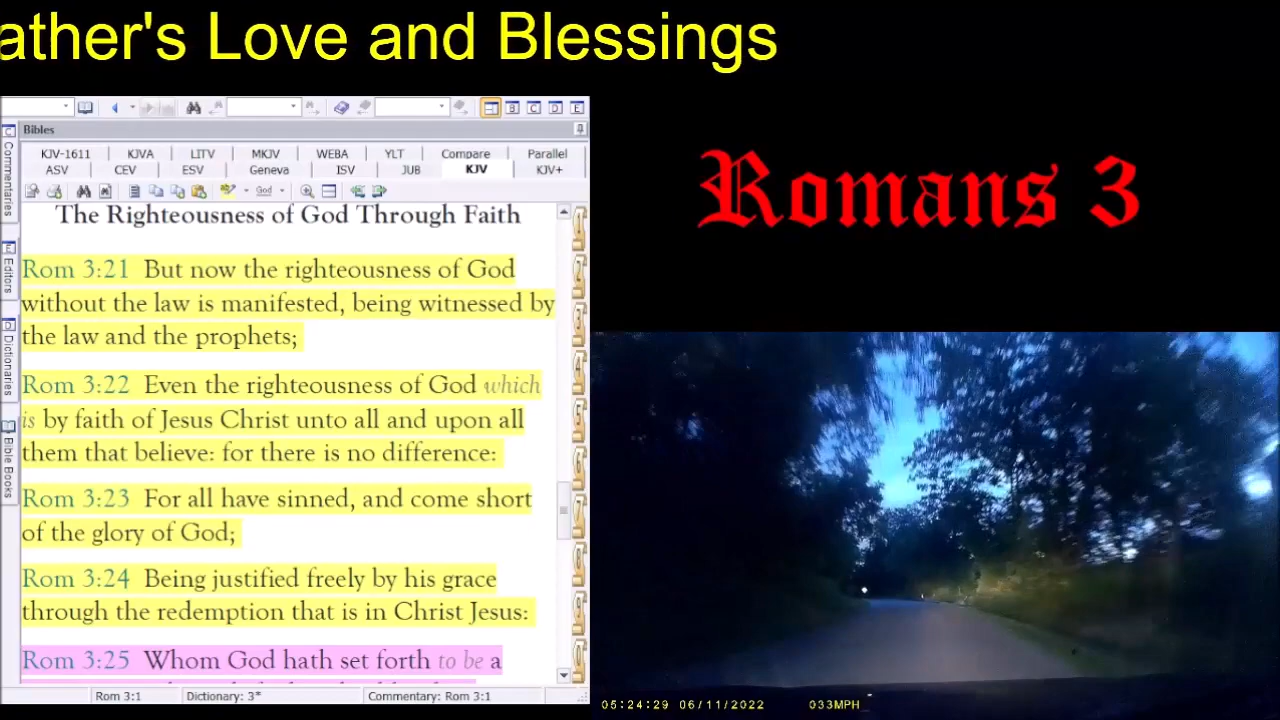 ather's Love and Blessings
Bibles
KJV-1611 KJVA LITV MKJV WEBA YLT Compare Parallel
ASV CEV ESV Geneva ISV JUB KJV KJV+
God
The Righteousness of God Through Faith
Rom 3:21 But now the righteousness of God
without the law is manifested, being witnessed by
the law and the prophets;
Rom 3:22 Even the righteousness of God which
is by faith of Jesus Christ unto all and upon all
them that believe: for there is no difference:
Rom 3:23 For all have sinned, and come short
of the glory of God;
Rom 3:24 Being justified freely by his grace
through the redemption that is in Christ Jesus:
Rom 3:25 Whom God hath set forth to be a
Rom 3:1 Dictionary: 3* Commentary: Rom 3:1
C Commentaries
E Editors
D Dictionaries
Bible Books
B C D E
Romans 3
05:24:29 06/11/2022 033MPH